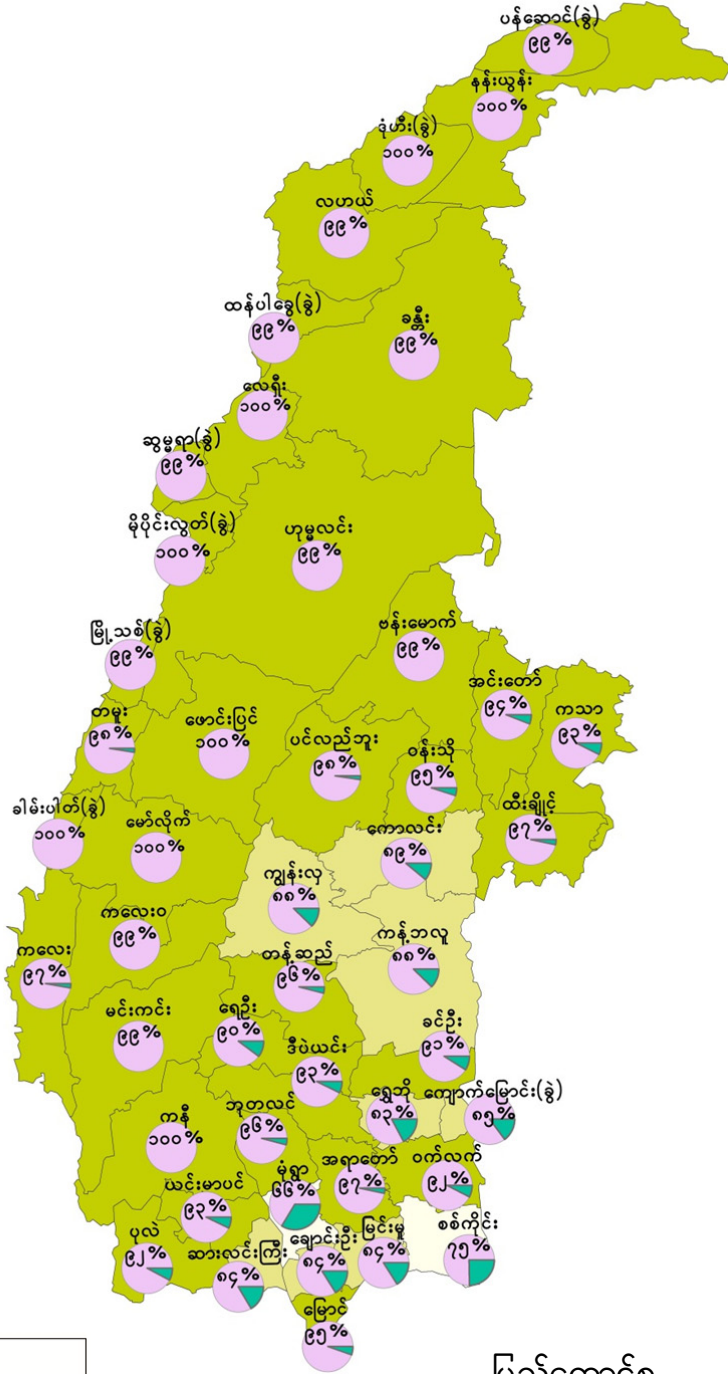 ပန်ဆောင်(ခွဲ)
၉၉%
နန်းယွန်း
၁၀၀%
ဒုံဟီး(ခွဲ)
၁၀၀%
လဟယ်
၉၉%
ထန်ပါခွေ(ခွဲ)
၉၉%
ခန္တီး
၉၉%
လေရှီး
၁၀၀%
ဆွမ္မရာ(ခွဲ)
၉၉%
မိုပိုင်းလွတ်(ခွဲ)
၁၀၀%
ဟုမ္မလင်း
၉၉%
ဗန်းမောက်
၉၉%
မြို့သစ်(ခွဲ)
၉၉%
အင်းတော်
၉၄%
ကသာ
၉၃%
တမူး
၉၈%
ဖောင်းပြင်
၁၀၀%
ပင်လည်ဘူး
၉၈%
ဝန်းသို
၉၅%
ထီးချိုင့်
၉၇%
ခါမ်းပါတ်(ခွဲ)
၁၀၀%
မော်လိုက်
၁၀၀%
ကောလင်း
၈၉%
ကျွန်းလှ
၈၈%
ကလေးဝ
၉၉%
ကန့်ဘလူ
၈၈%
ကလေး
၉၇%
တန့်ဆည်
၉၆%
မင်းကင်း
၉၉%
ရေဦး
၉၀%
ခင်ဦး
၉၁%
ဒီပဲယင်း
၉၃%
ရွှေဘို
၈၃%
ကျောက်မြောင်း(ခွဲ)
၈၅%
ကနီ
၁၀၀%
ဘုတလင်
၉၆%
အရာတော်
၉၇%
ဝက်လက်
၉၂%
မုံရွာ
၆၆%
ယင်းမာပင်
၉၃%
ပုလဲ
၉၂%
ဆားလင်းကြီး
၈၄%
ချောင်းဦး
၈၄%
မြင်းမူ
၈၄%
စစ်ကိုင်း
၇၅%
မြောင်
၉၅%